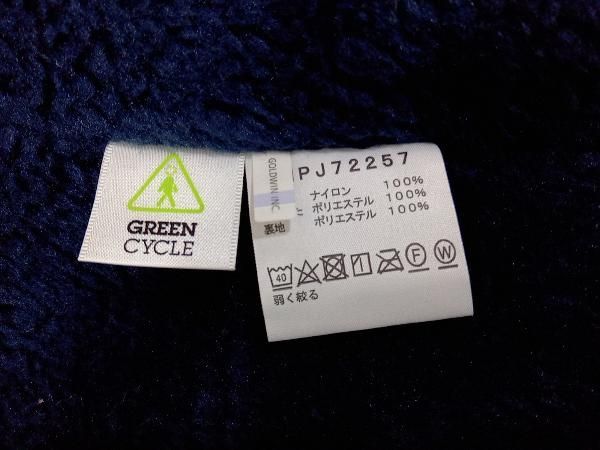 GREEN
CYCLE
GOLDWIN INC.
PJ72257
ナイロン 100%
ポリエステル 100%
ポリエステル 100%
裏地
40
F
W
弱く絞る